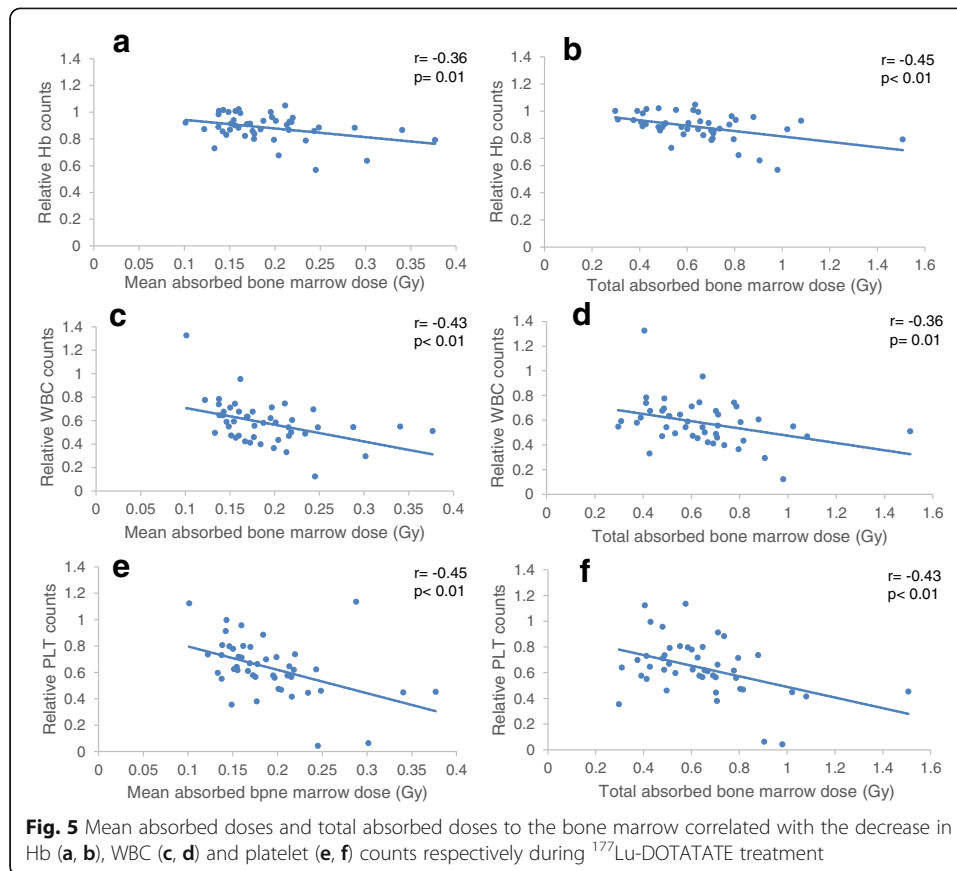 a
r= -0.36
p= 0.01
Relative Hb counts
1.4
1.2
1
0.8
0.6
0.4
0.2
0
0 0.05 0.1 0.15 0.2 0.25 0.3 0.35 0.4
Mean absorbed bone marrow dose (Gy)
b
r= -0.45
p< 0.01
Relative Hb counts
1.4
1.2
1
0.8
0.6
0.4
0.2
0
0 0.2 0.4 0.6 0.8 1 1.2 1.4 1.6
Total absorbed bone marrow dose (Gy)
c
r= -0.43
p< 0.01
Relative WBC counts
1.4
1.2
1
0.8
0.6
0.4
0.2
0
0 0.05 0.1 0.15 0.2 0.25 0.3 0.35 0.4
Mean absorbed bone marrow dose (Gy)
d
r= -0.36
p= 0.01
Relative WBC counts
1.4
1.2
1
0.8
0.6
0.4
0.2
0
0 0.2 0.4 0.6 0.8 1 1.2 1.4 1.6
Total absorbed bone marrow dose (Gy)
e
r= -0.45
p< 0.01
Relative PLT counts
1.4
1.2
1
0.8
0.6
0.4
0.2
0
0 0.05 0.1 0.15 0.2 0.25 0.3 0.35 0.4
Mean absorbed bpne marrow dose (Gy)
f
r= -0.43
p< 0.01
Relative PLT counts
1.4
1.2
1
0.8
0.6
0.4
0.2
0
0 0.2 0.4 0.6 0.8 1 1.2 1.4 1.6
Total absorbed bone marrow dose (Gy)
Fig. 5 Mean absorbed doses and total absorbed doses to the bone marrow correlated with the decrease in
Hb (a, b), WBC (c, d) and platelet (e, f) counts respectively during ¹⁷⁷Lu-DOTATATE treatment